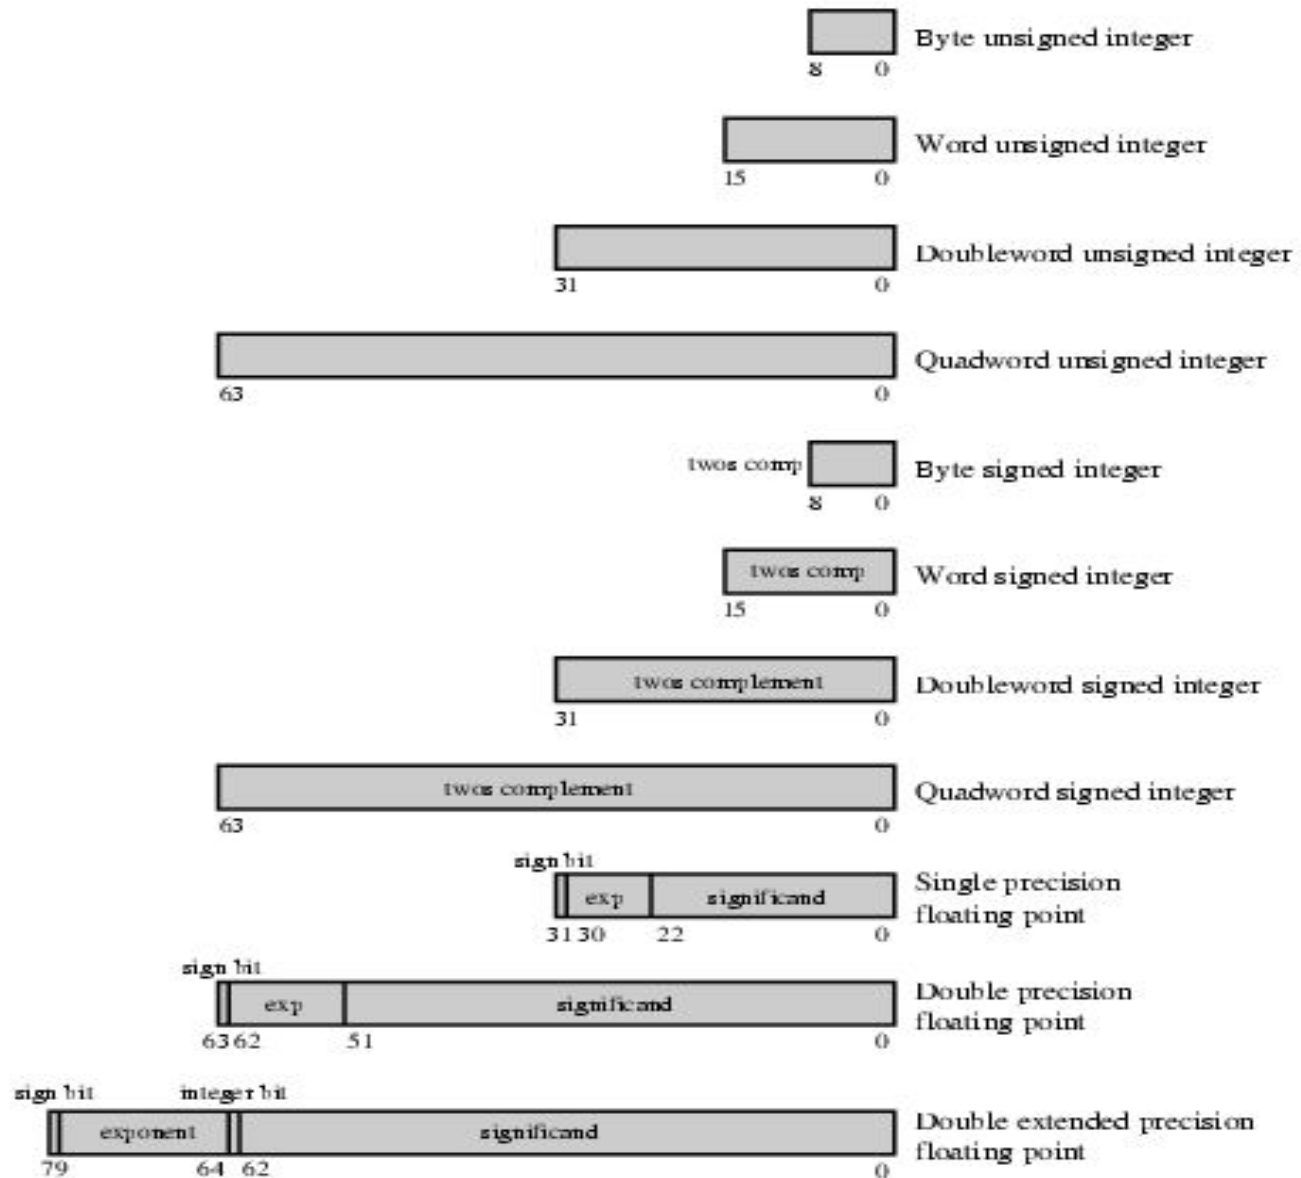 Byte unsigned integer
8 0
Word unsigned integer
15 0
Doubleword unsigned integer
31 0
Quadword unsigned integer
63 0
twos comp Byte signed integer
8 0
twos comp Word signed integer
15 0
twos complement Doubleword signed integer
31 0
twos complement Quadword signed integer
63 0
sign bit
exp significand Single precision
floating point
31 30 22 0
sign bit
exp significand Double precision
floating point
63 62 51 0
sign bit integer bit
exponent significand Double extended precision
floating point
79 64 62 0